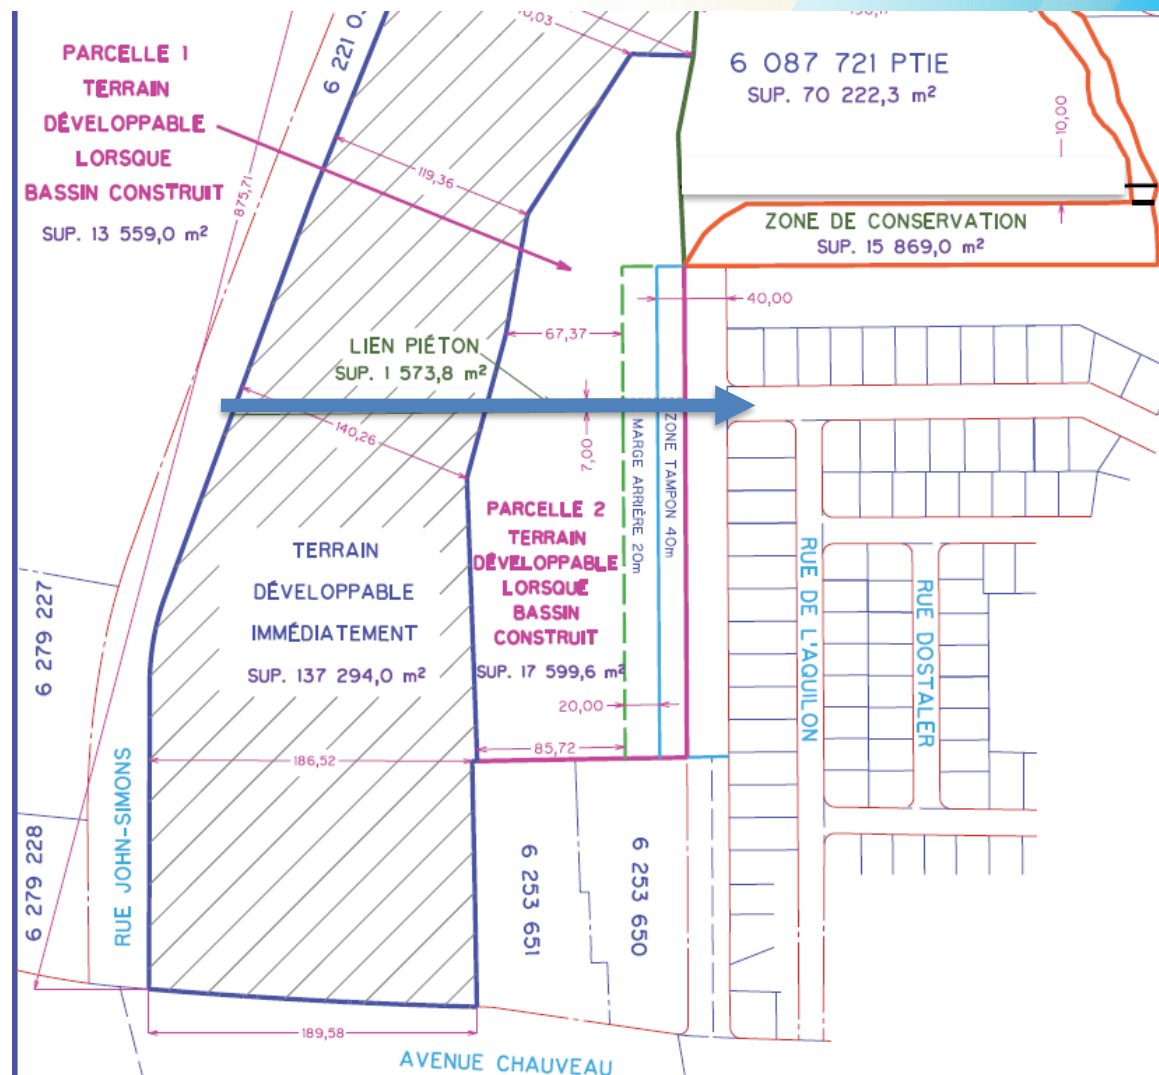 PARCELLE 1
TERRAIN
DÉVELOPPABLE
LORSQUE
BASSIN CONSTRUIT
SUP. 13 559,0 m²
6 087 721 PTIE
SUP. 70 222,3 m²
10,00
ZONE DE CONSERVATION
SUP. 15 869,0 m²
875,71
119,36
40,00
67,37
LIEN PIÉTON
SUP. 1 573,8 m²
140,26
7,00
ZONE TAMPON 40m
MARGE ARRIÈRE 20m
PARCELLE 2
TERRAIN
DÉVELOPPABLE
LORSQUE
BASSIN
CONSTRUIT
SUP. 17 599,6 m²
TERRAIN
DÉVELOPPABLE
IMMÉDIATEMENT
SUP. 137 294,0 m²
20,00
85,72
186,52
6 279 227
6 279 228
RUE JOHN-SIMONS
RUE DE L'AQUILON
RUE DOSTALER
6 253 651
6 253 650
189,58
AVENUE CHAUVEAU